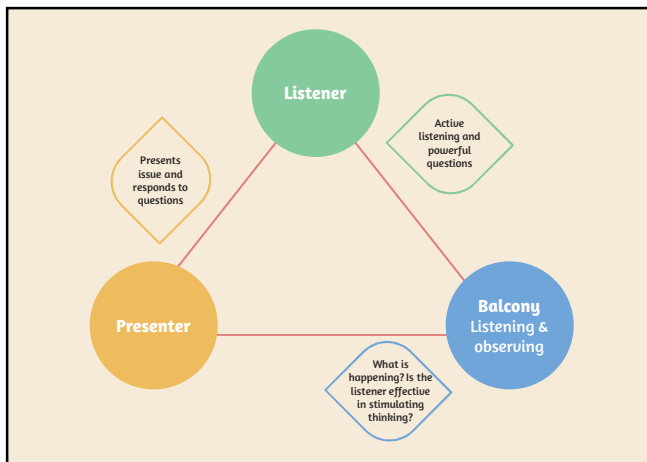 Listener
Active
listening and
powerful
questions
Presents
issue and
responds to
questions
Presenter
Balcony
Listening &
observing
What is
happening? Is the
listener effective
in stimulating
thinking?